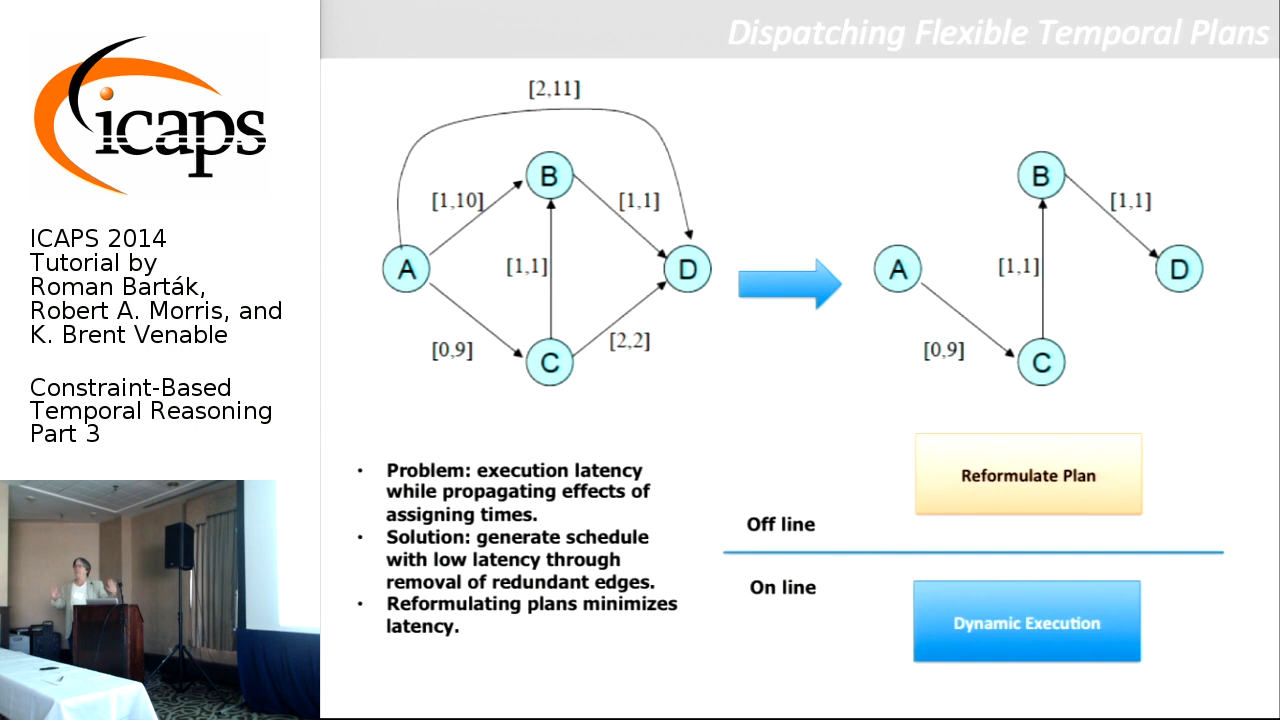 Dispatching Flexible Temporal Plans
icaps
ICAPS 2014
Tutorial by
Roman Barták,
Robert A. Morris, and
K. Brent Venable
Constraint-Based
Temporal Reasoning
Part 3
[2,11]
B
[1,10]
[1,1]
A
[1,1]
D
[0,9]
[2,2]
C
B
[1,1]
A
[1,1]
D
[0,9]
C
• Problem: execution latency
while propagating effects of
assigning times.
• Solution: generate schedule
with low latency through
removal of redundant edges.
• Reformulating plans minimizes
latency.
Reformulate Plan
Off line
On line
Dynamic Execution